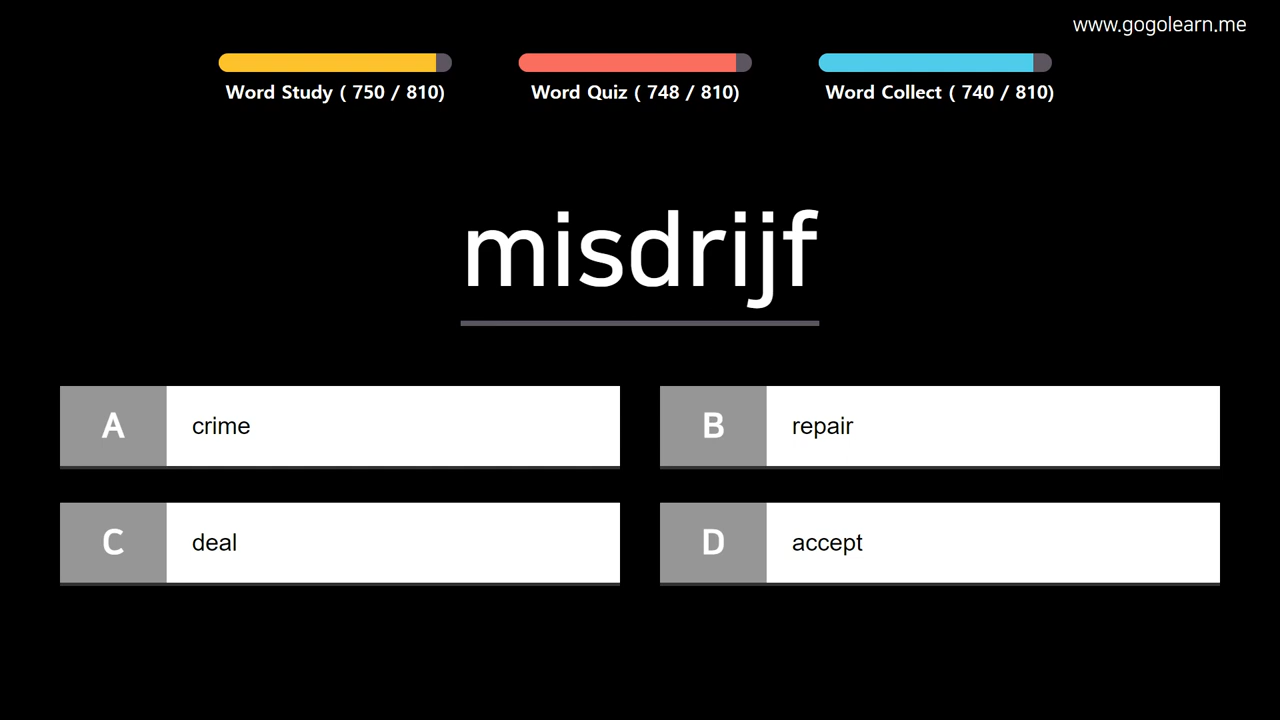 www.gogolearn.me
Word Study ( 750 / 810)
Word Quiz ( 748 / 810)
Word Collect ( 740 / 810)
misdrijf
A crime
B repair
C deal
D accept